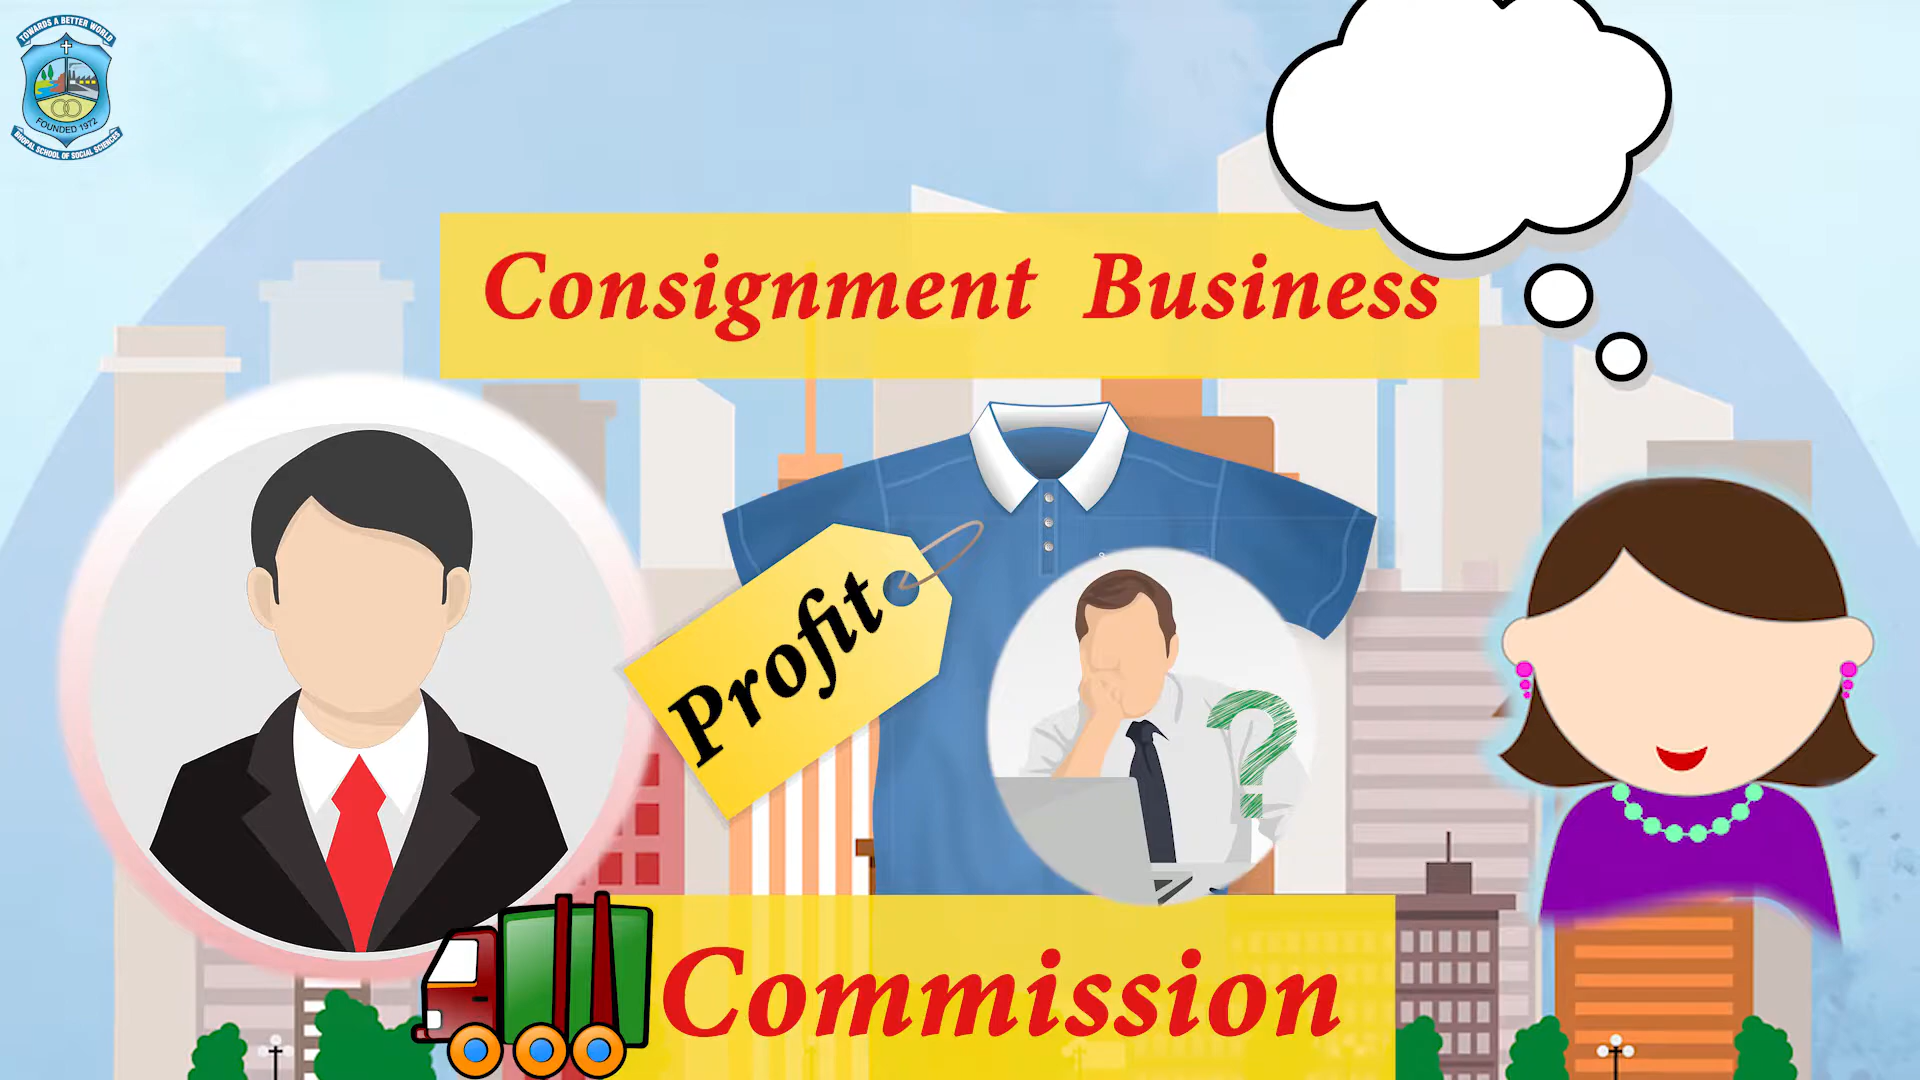 TOWARDS A BETTER WORLD
FOUNDED 1972
BHOPAL SCHOOL OF SOCIAL SCIENCES
Consignment Business
Profit
?
Commission